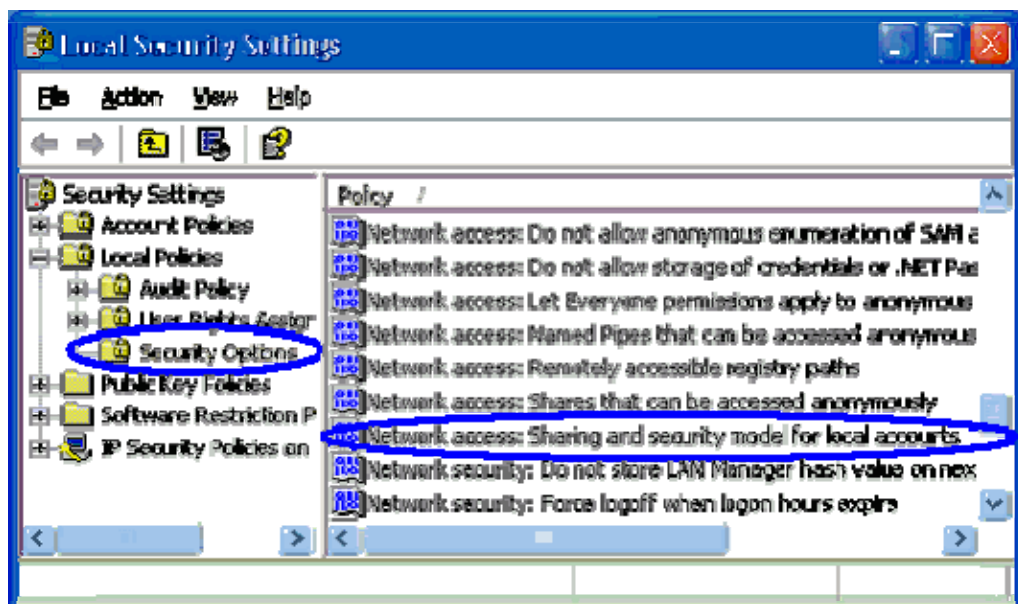 Local Security Settings
File Action View Help
Security Settings
Account Policies
Local Policies
Audit Policy
User Rights Assigr
Security Options
Public Key Policies
Software Restriction P
IP Security Policies on
Policy /
Network access: Do not allow anonymous enumeration of SAM a
Network access: Do not allow storage of credentials or .NET Pas
Network access: Let Everyone permissions apply to anonymous
Network access: Named Pipes that can be accessed anonymous
Network access: Remotely accessible registry paths
Network access: Shares that can be accessed anonymously
Network access: Sharing and security model for local accounts
Network security: Do not store LAN Manager hash value on nex
Network security: Force logoff when logon hours expire